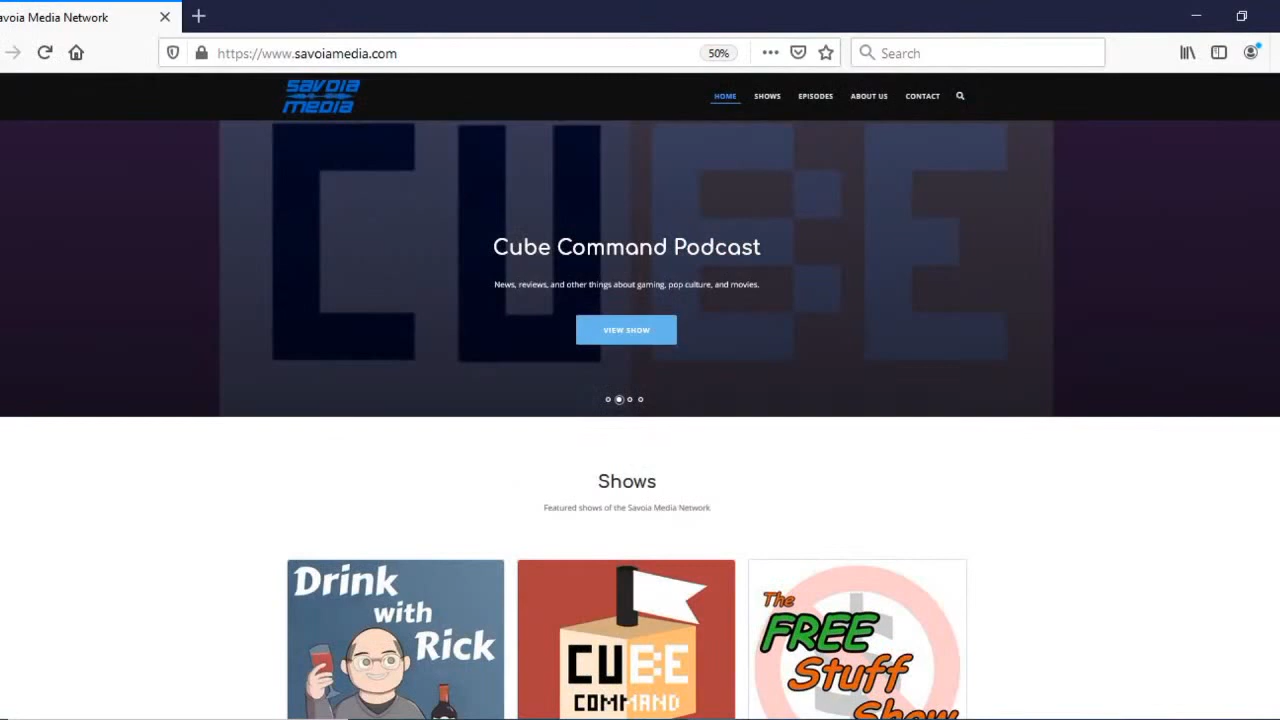 avoia Media Network
https://www.savoiamedia.com
50%
Search
savoia
media
HOME
SHOWS
EPISODES
ABOUT US
CONTACT
CUBE
Cube Command Podcast
News, reviews, and other things about gaming, pop culture, and movies.
VIEW SHOW
Shows
Featured shows of the Savoia Media Network
Drink
with
Rick
CUBE
COMMAND
The
FREE
Stuff
Show